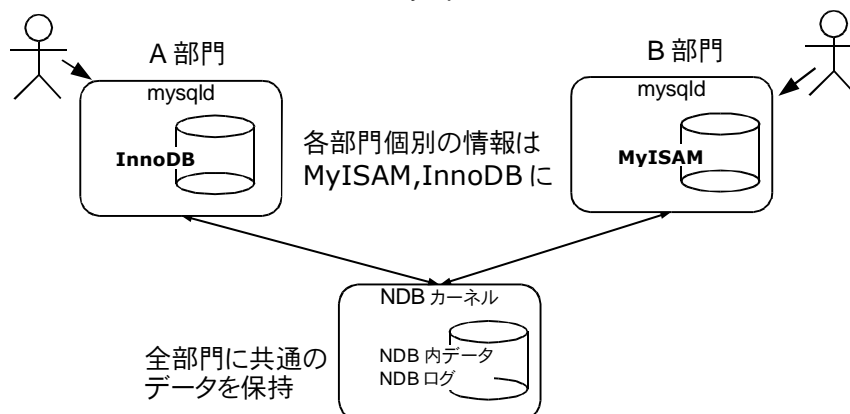 A 部門
B 部門
mysqld
mysqld
InnoDB
各部門個別の情報は
MyISAM,InnoDB に
MyISAM
NDB カーネル
全部門に共通の
データを保持
NDB 内データ
NDB ログ